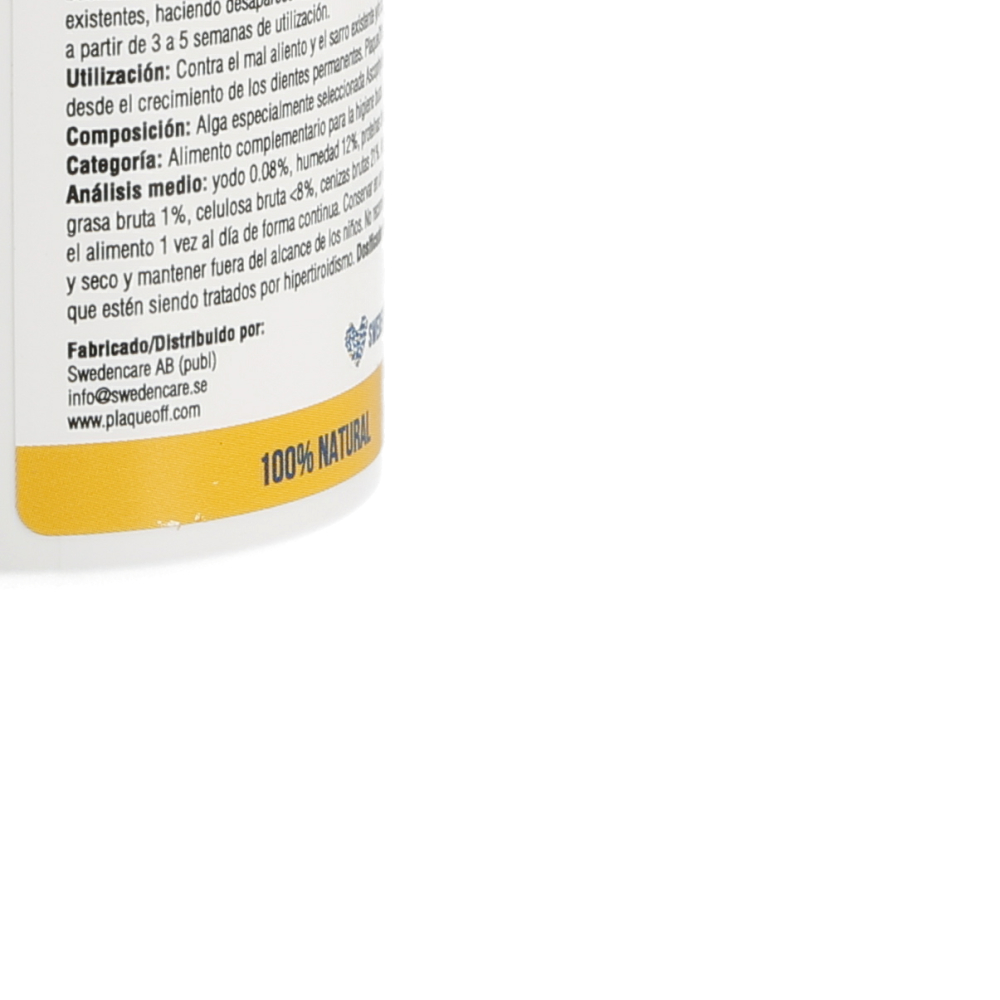 existentes, haciendo
a partir de 3 a 5 semanas de utilización.
Utilización: Contra el mal aliento y el sarro existente
desde el crecimiento de los dientes permanentes.
Composición: Alga especialmente seleccionada
Categoría: Alimento complementario para la higiene
Análisis medio: yodo 0.08%, humedad 12%,
grasa bruta 1%, celulosa bruta <8%, cenizas brutas
el alimento 1 vez al día de forma continua. Conservar en
y seco y mantener fuera del alcance de los niños. No
que estén siendo tratados por hipertiroidismo.
Fabricado/Distribuido por:
Swedencare AB (publ)
info@swedencare.se
www.plaqueoff.com
100% NATURAL